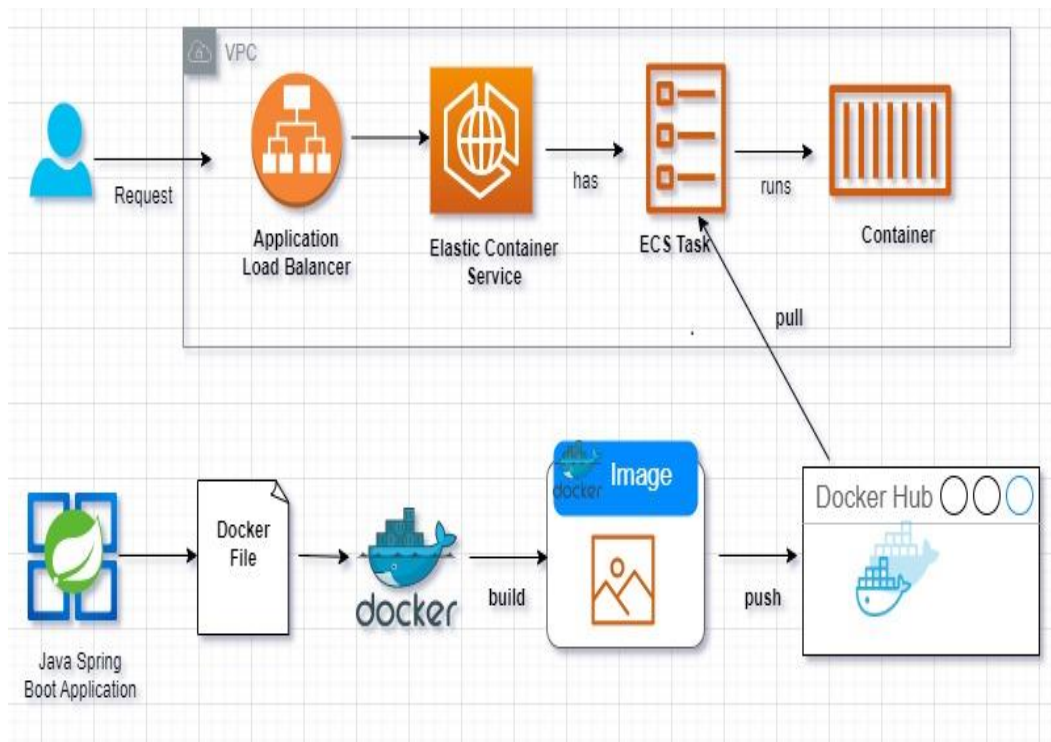 VPC
Request
Application
Load Balancer
Elastic Container
Service
has
ECS Task
runs
Container
pull
Docker
File
docker
build
docker
Image
push
Docker Hub
Java Spring
Boot Application